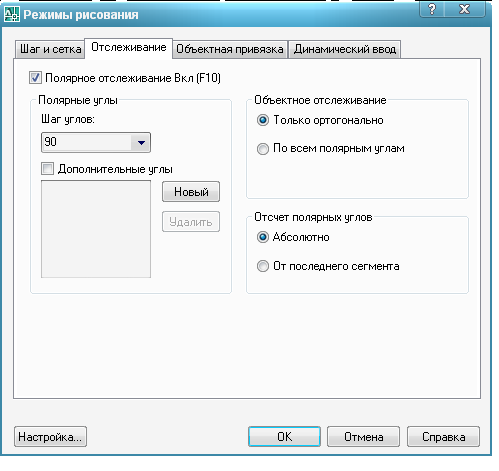 Режимы рисования
Шаг и сетка Отслеживание Объектная привязка Динамический ввод
Полярное отслеживание Вкл (F10)
Полярные углы
Шаг углов:
90
Дополнительные углы
Новый
Удалить
Объектное отслеживание
Только ортогонально
По всем полярным углам
Отсчет полярных углов
Абсолютно
От последнего сегмента
Настройка... OK Отмена Справка